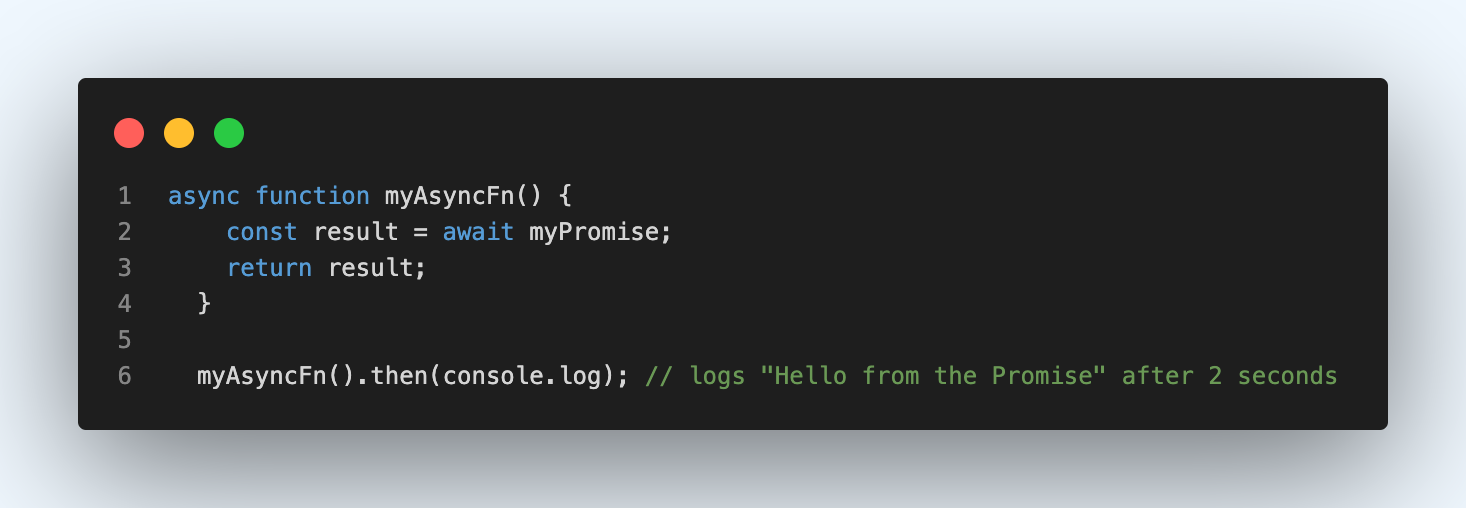 1 async function myAsyncFn() {
2     const result = await myPromise;
3     return result;
4   }
5
6   myAsyncFn().then(console.log); // logs "Hello from the Promise" after 2 seconds